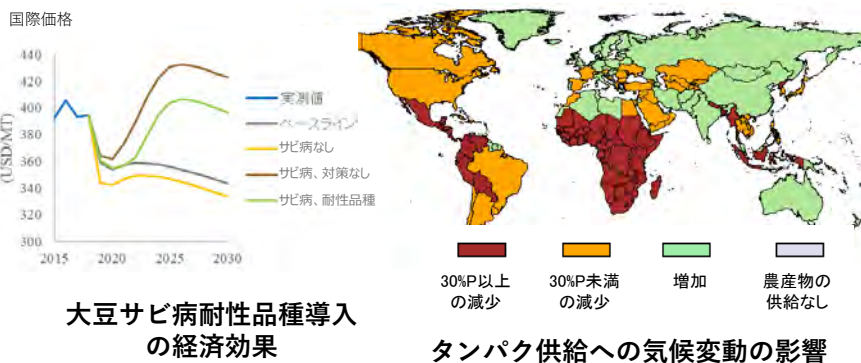 国際価格
440
420
400
380
360
340
320
300
(USD/MT)
2015
2020
2025
2030
実測値
ベースライン
サビ病なし
サビ病、対策なし
サビ病、耐性品種
大豆サビ病耐性品種導入
の経済効果
30%P以上
の減少
30%P未満
の減少
増加
農産物の
供給なし
タンパク供給への気候変動の影響